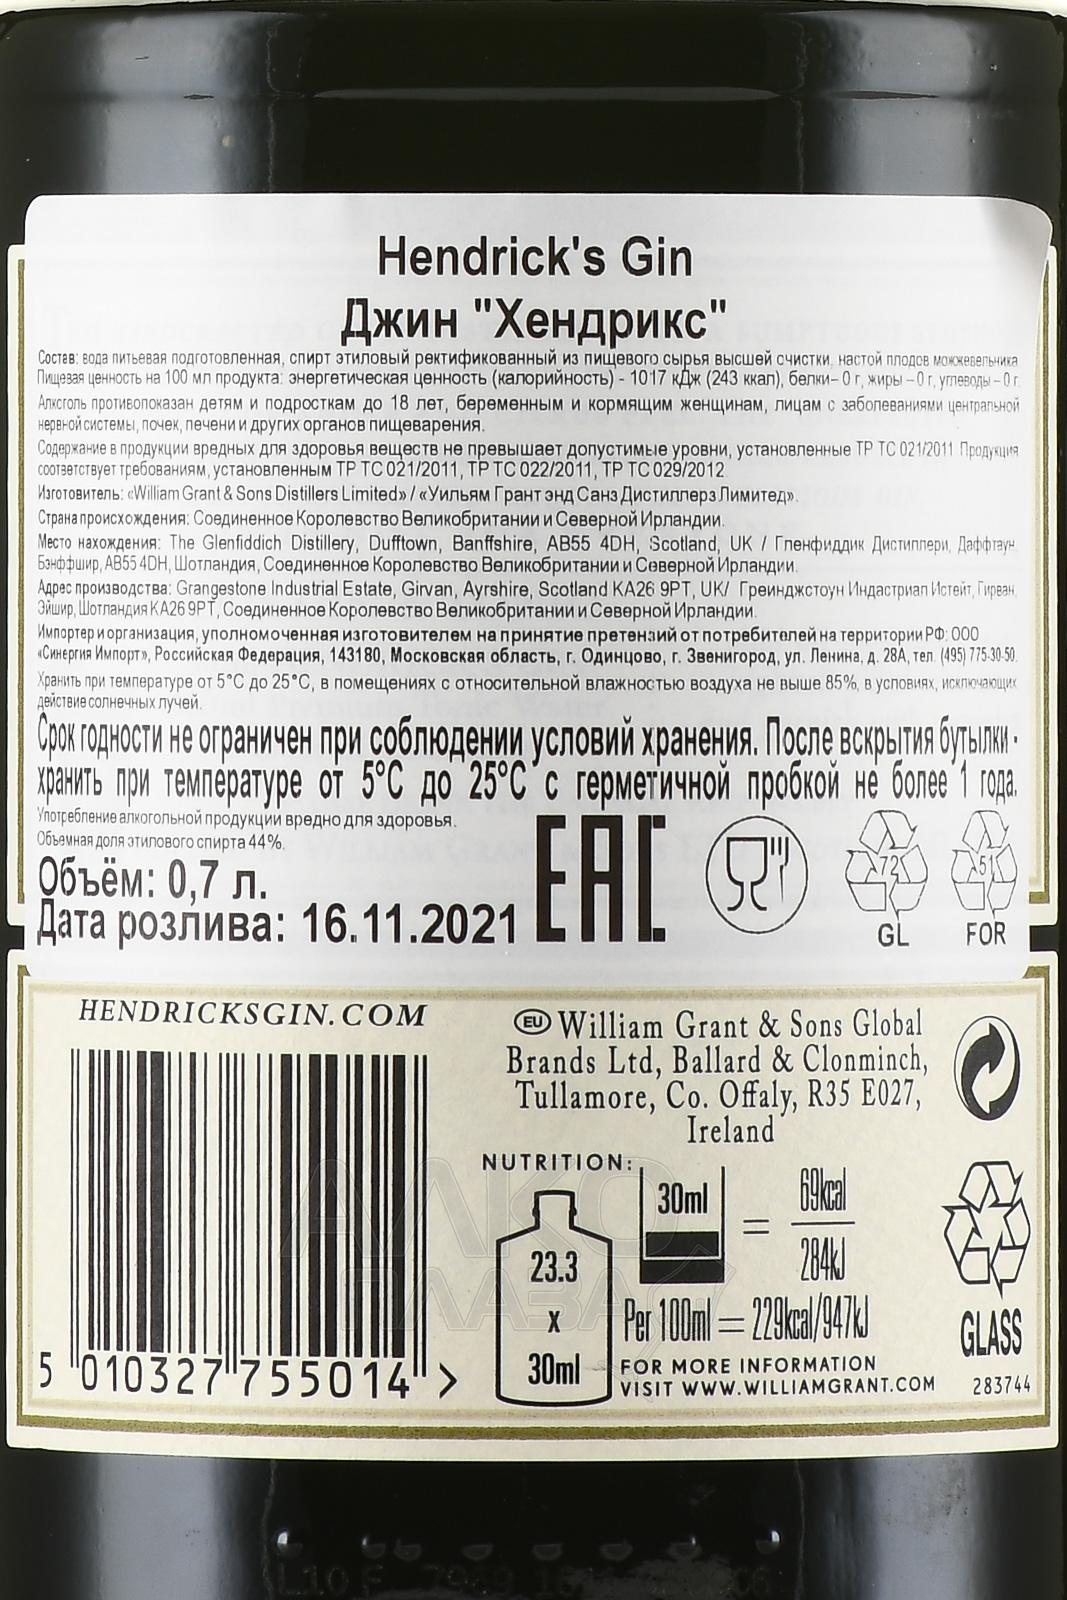 Hendrick's Gin
Джин "Хендрикс"
Состав: вода питьевая подготовленная, спирт этиловый ректификованный из пищевого сырья высшей очистки, настой плодов можжевельника
Пищевая ценность на 100 мл продукта: энергетическая ценность (калорийность) - 1017 кДж (243 ккал), белки– 0 г, жиры – 0 г, углеводы – 0 г.
Алкоголь противопоказан детям и подросткам до 18 лет, беременным и кормящим женщинам, лицам с заболеваниями центральной
нервной системы, почек, печени и других органов пищеварения.
Содержание в продукции вредных для здоровья веществ не превышает допустимые уровни, установленные ТР ТС 021/2011 Продукция
соответствует требованиям, установленным ТР ТС 021/2011, ТР ТС 022/2011, ТР ТС 029/2012
Изготовитель: «William Grant & Sons Distillers Limited» / «Уильям Грант энд Санз Дистиллерз Лимитед».
Страна происхождения: Соединенное Королевство Великобритании и Северной Ирландии.
Место нахождения: The Glenfiddich Distillery, Dufftown, Banffshire, AB55 4DH, Scotland, UK / Гленфиддик Дистиллери, Даффтаун,
Бэнффшир, AB55 4DH, Шотландия, Соединенное Королевство Великобритании и Северной Ирландии.
Адрес производства: Grangestone Industrial Estate, Girvan, Ayrshire, Scotland KA26 9PT, UK/ Греинджстоун Индастриал Истейт, Гирван,
Эйршир, Шотландия KA26 9PT, Соединенное Королевство Великобритании и Северной Ирландии.
Импортер и организация, уполномоченная изготовителем на принятие претензий от потребителей на территории РФ: ООО
«Синергия Импорт», Российская Федерация, 143180, Московская область, г. Одинцово, г. Звенигород, ул. Ленина, д. 28А, тел. (495) 775-30-50.
Хранить при температуре от 5°С до 25°С, в помещениях с относительной влажностью воздуха не выше 85%, в условиях, исключающих
действие солнечных лучей.
Срок годности не ограничен при соблюдении условий хранения. После вскрытия бутылки -
хранить при температуре от 5°С до 25°С с герметичной пробкой не более 1 года.
Употребление алкогольной продукции вредно для здоровья.
Объемная доля этилового спирта 44%.
Объём: 0,7 л.
Дата розлива: 16.11.2021
EAC
72
GL
51
FOR
HENDRICKSGIN.COM
EU William Grant & Sons Global
Brands Ltd, Ballard & Clonminch,
Tullamore, Co. Offaly, R35 E027,
Ireland
NUTRITION:
30ml
=
69kcal
284kJ
23.3
x
30ml
Per 100ml = 229kcal/947kJ
FOR MORE INFORMATION
VISIT WWW.WILLIAMGRANT.COM
GLASS
283744
5 010327 755014 >
АЛКО
ПЛАЗА